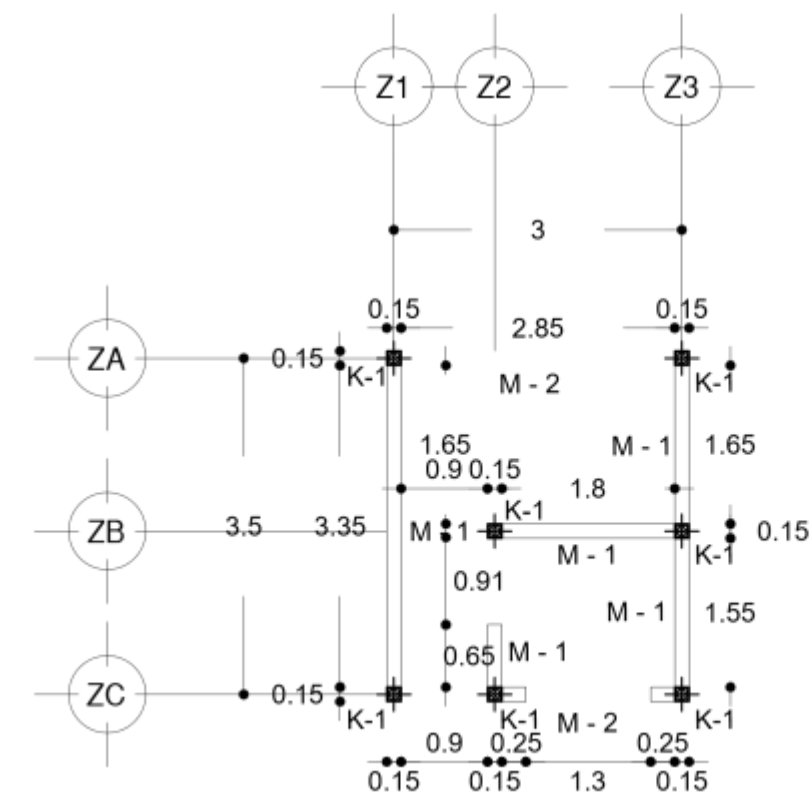 Z1 Z2 Z3
3
0.15 0.15
2.85
ZA 0.15 K-1 K-1
M - 2
1.65 M - 1 1.65
0.9 0.15
1.8
K-1
ZB 3.5 3.35 M - 1 0.15
M - 1 K-1
0.91
M - 1 1.55
0.65 M - 1
ZC 0.15
K-1 K-1 M - 2 K-1
0.9 0.25 0.25
0.15 0.15 1.3 0.15